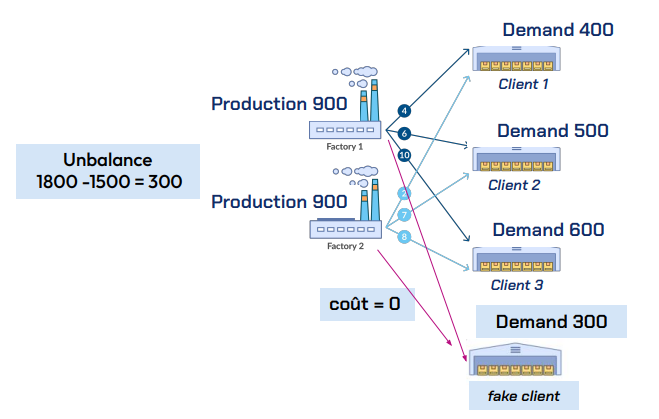 Demand 400
Client 1
Production 900
4
Factory 1
6
10
Demand 500
Client 2
Unbalance
1800 -1500 = 300
Production 900
7
8
Factory 2
Demand 600
Client 3
coût = 0
Demand 300
fake client